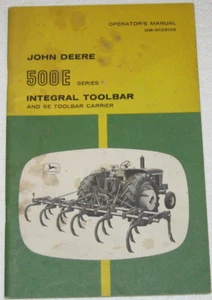 OPERATOR'S MANUAL
JOHN DEERE
500E SERIES
INTEGRAL TOOLBAR
AND 5E TOOLBAR CARRIER